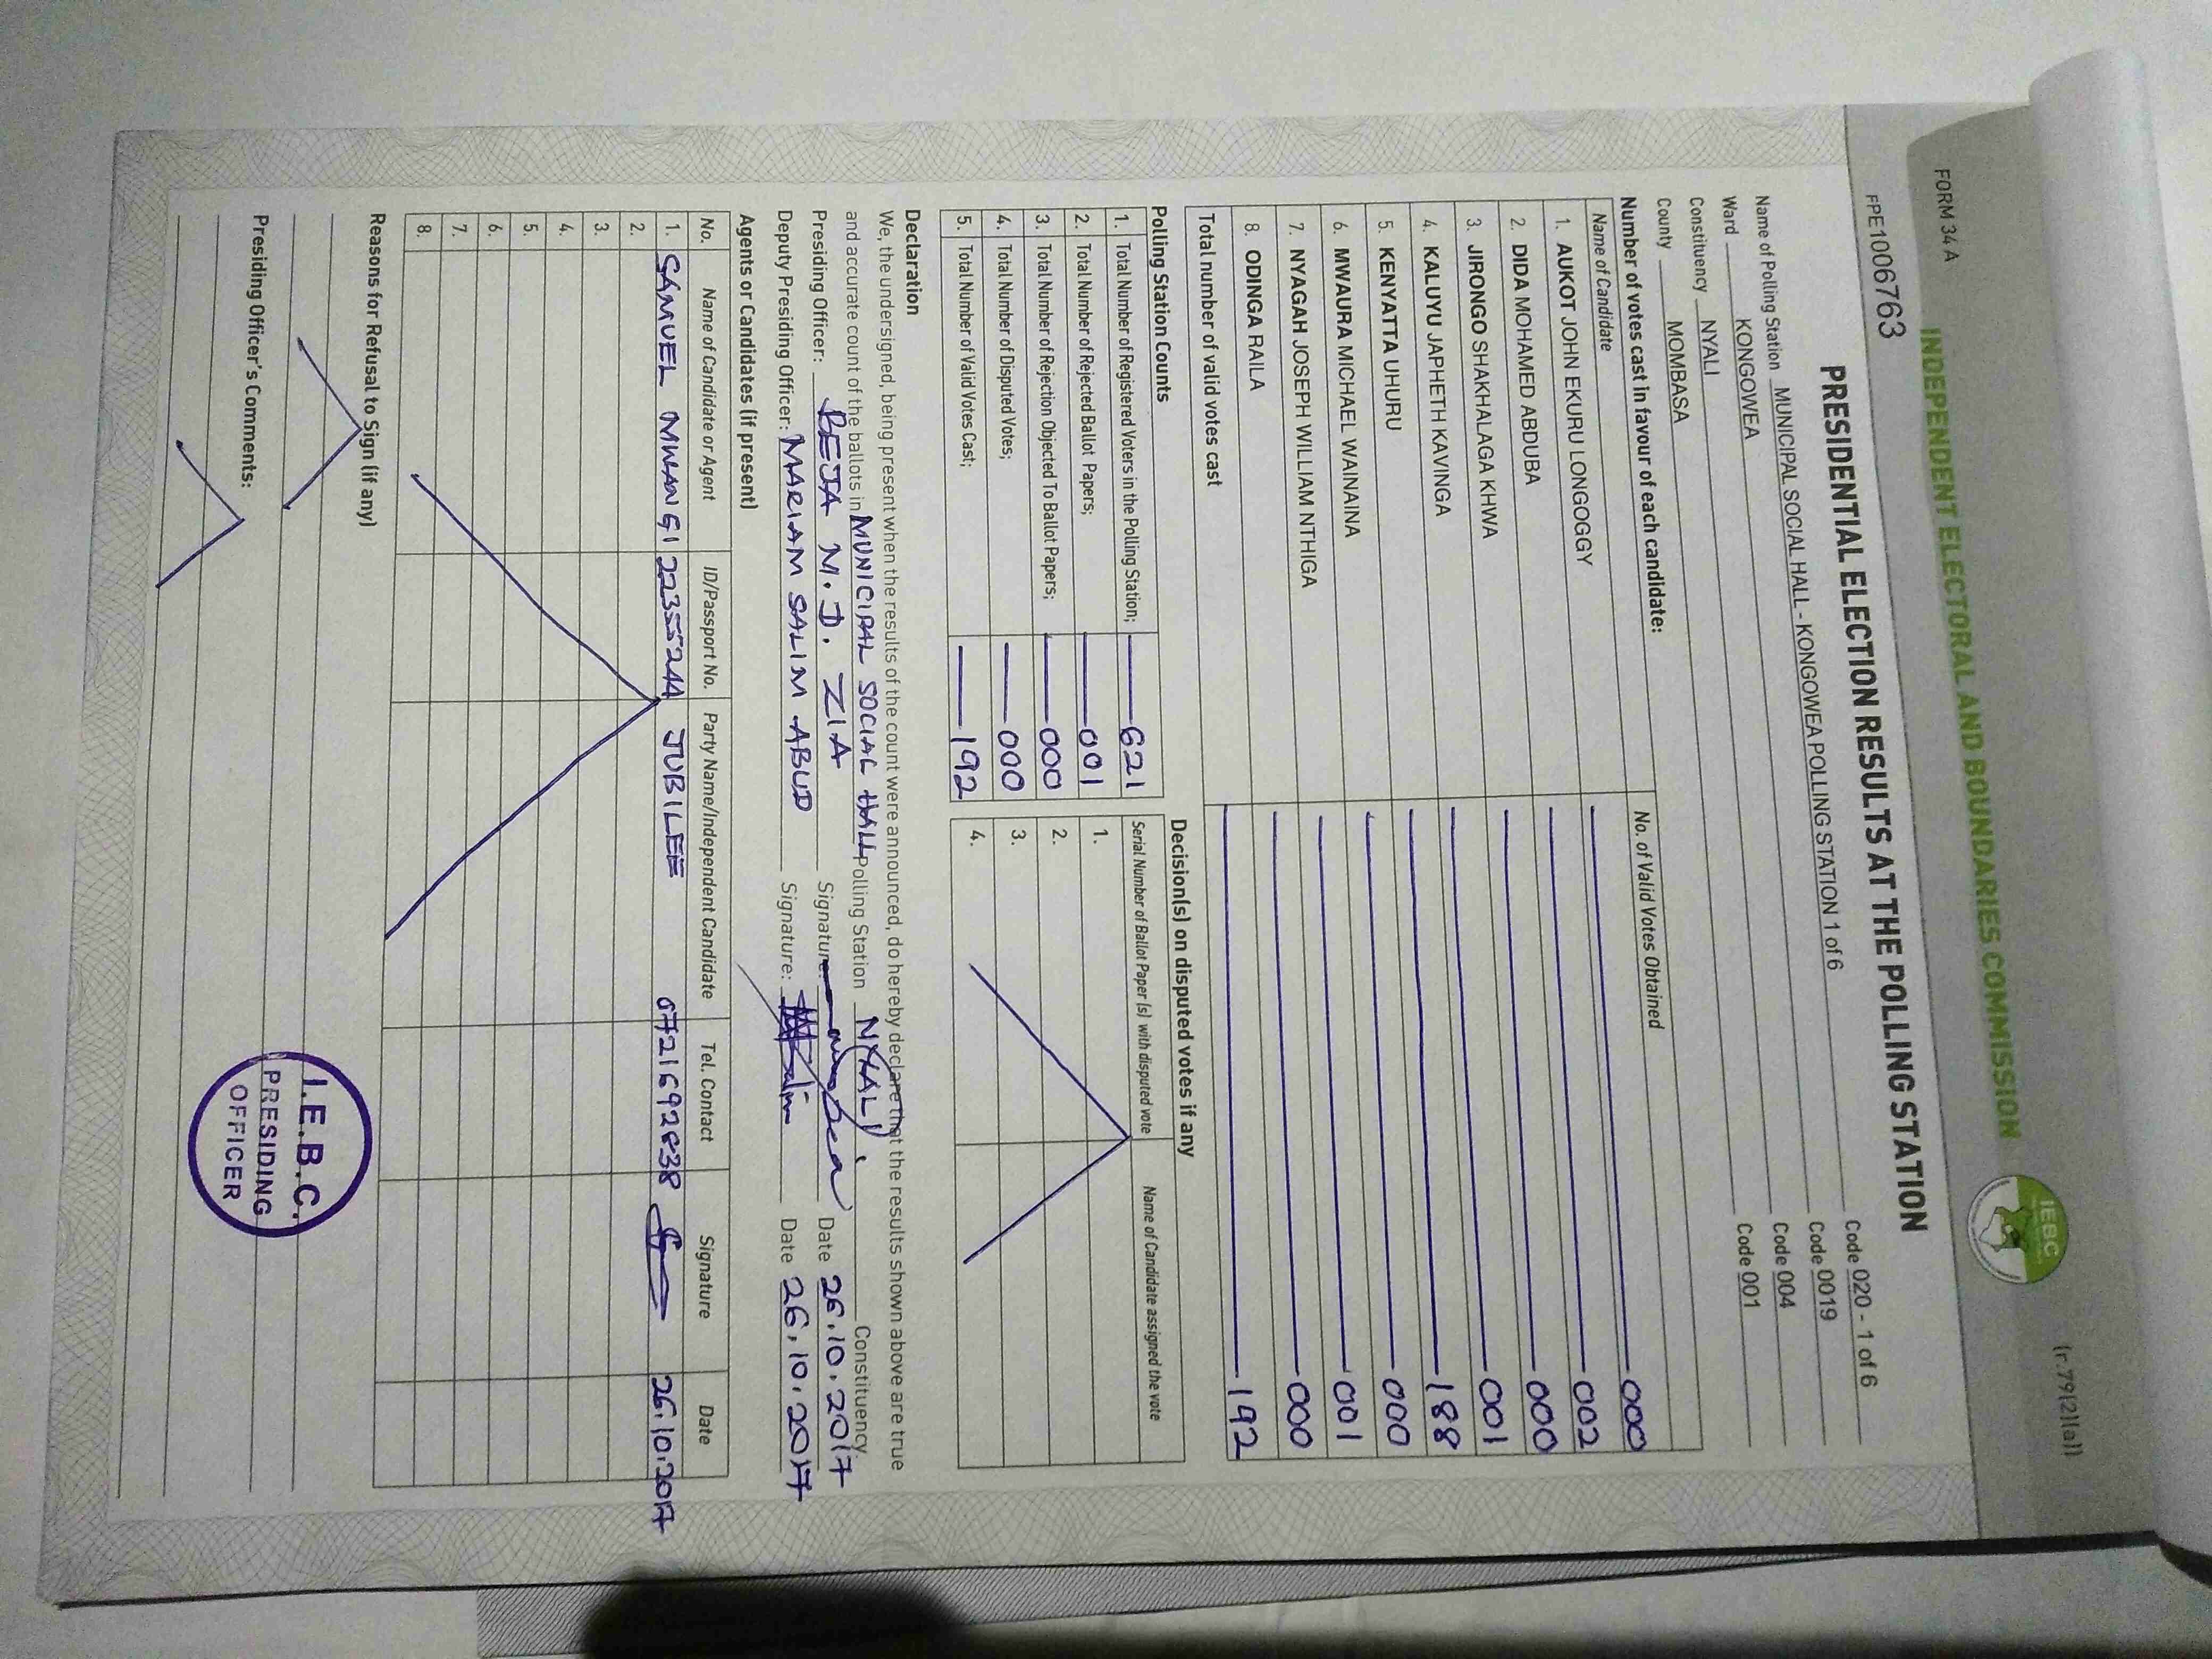 FORM 34A
(r.79(2)(a))
INDEPENDENT ELECTORAL AND BOUNDARIES COMMISSION
IEBC
FPE1006763
PRESIDENTIAL ELECTION RESULTS AT THE POLLING STATION
Name of Polling Station MUNICIPAL SOCIAL HALL - KONGOWEA POLLING STATION 1 of 6 Code 020 - 1 of 6
Ward KONGOWEA Code 0019
Constituency NYALI Code 004
County MOMBASA Code 001
Number of votes cast in favour of each candidate:
Name of Candidate No. of Valid Votes Obtained
1. AUKOT JOHN EKURU LONGOGGY 000
2. DIDA MOHAMED ABDUBA 002
3. JIRONGO SHAKHALAGA KHWA 000
4. KALUYU JAPHETH KAVINGA 001
5. KENYATTA UHURU 188
6. MWAURA MICHAEL WAINAINA 000
7. NYAGAH JOSEPH WILLIAM NTHIGA 001
8. ODINGA RAILA 000
Total number of valid votes cast 192
Polling Station Counts
1. Total Number of Registered Voters in the Polling Station; 621
2. Total Number of Rejected Ballot Papers; 001
3. Total Number of Rejection Objected To Ballot Papers; 000
4. Total Number of Disputed Votes; 000
5. Total Number of Valid Votes Cast; 192
Decision(s) on disputed votes if any
Serial Number of Ballot Paper (s) with disputed vote Name of Candidate assigned the vote
1.
2.
3.
4.
Declaration
We, the undersigned, being present when the results of the count were announced, do hereby declare that the results shown above are true
and accurate count of the ballots in MUNICIPAL SOCIAL HALL Polling Station NYALI Constituency.
Presiding Officer: BEJA M.D. ZIA Signature: Date 26.10.2017
Deputy Presiding Officer: MARIAM SALIM ABUD Signature: Date 26.10.2017
Agents or Candidates (if present)
No. Name of Candidate or Agent ID/Passport No. Party Name/Independent Candidate Tel. Contact Signature Date
1. SAMUEL MWANGI 22355244 JUBILEE 0721692838 26.10.2017
2.
3.
4.
5.
6.
7.
8.
Reasons for Refusal to Sign (if any)
Presiding Officer's Comments:
I.E.B.C.
PRESIDING
OFFICER